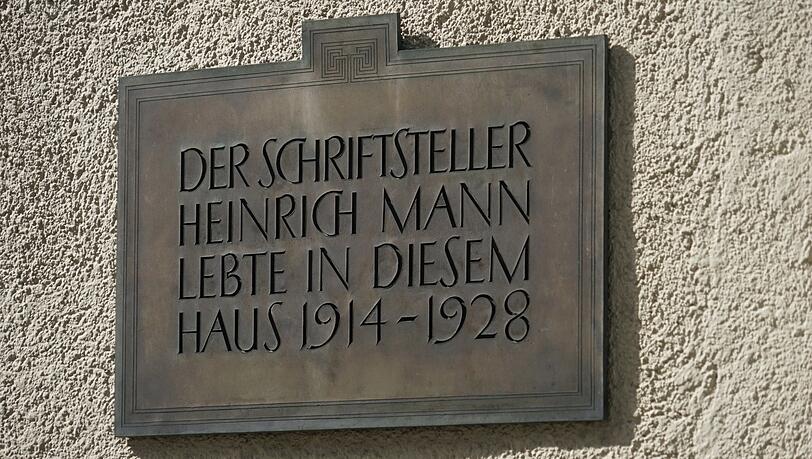 DER SCHRIFTSTELLER
HEINRICH MANN
LEBTE IN DIESEM
HAUS 1914-1928